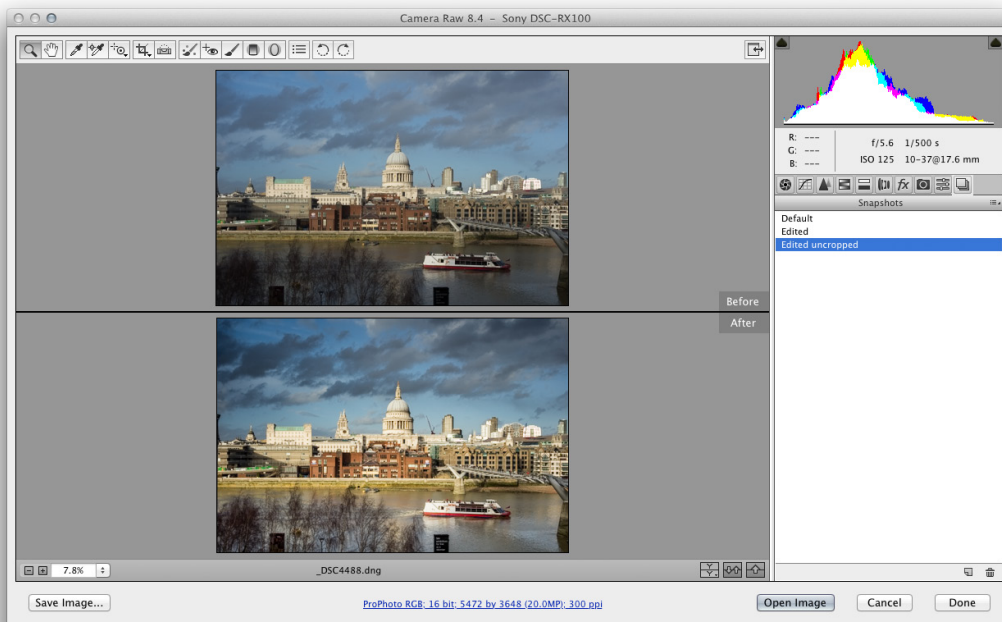 Camera Raw 8.4 – Sony DSC-RX100
R: ---
G: ---
B: ---
f/5.6 1/500 s
ISO 125 10-37@17.6 mm
fx
Snapshots
Default
Edited
Edited uncropped
Before
After
7.8%
_DSC4488.dng
Y
Save Image...
ProPhoto RGB; 16 bit; 5472 by 3648 (20.0MP); 300 ppi
Open Image
Cancel
Done